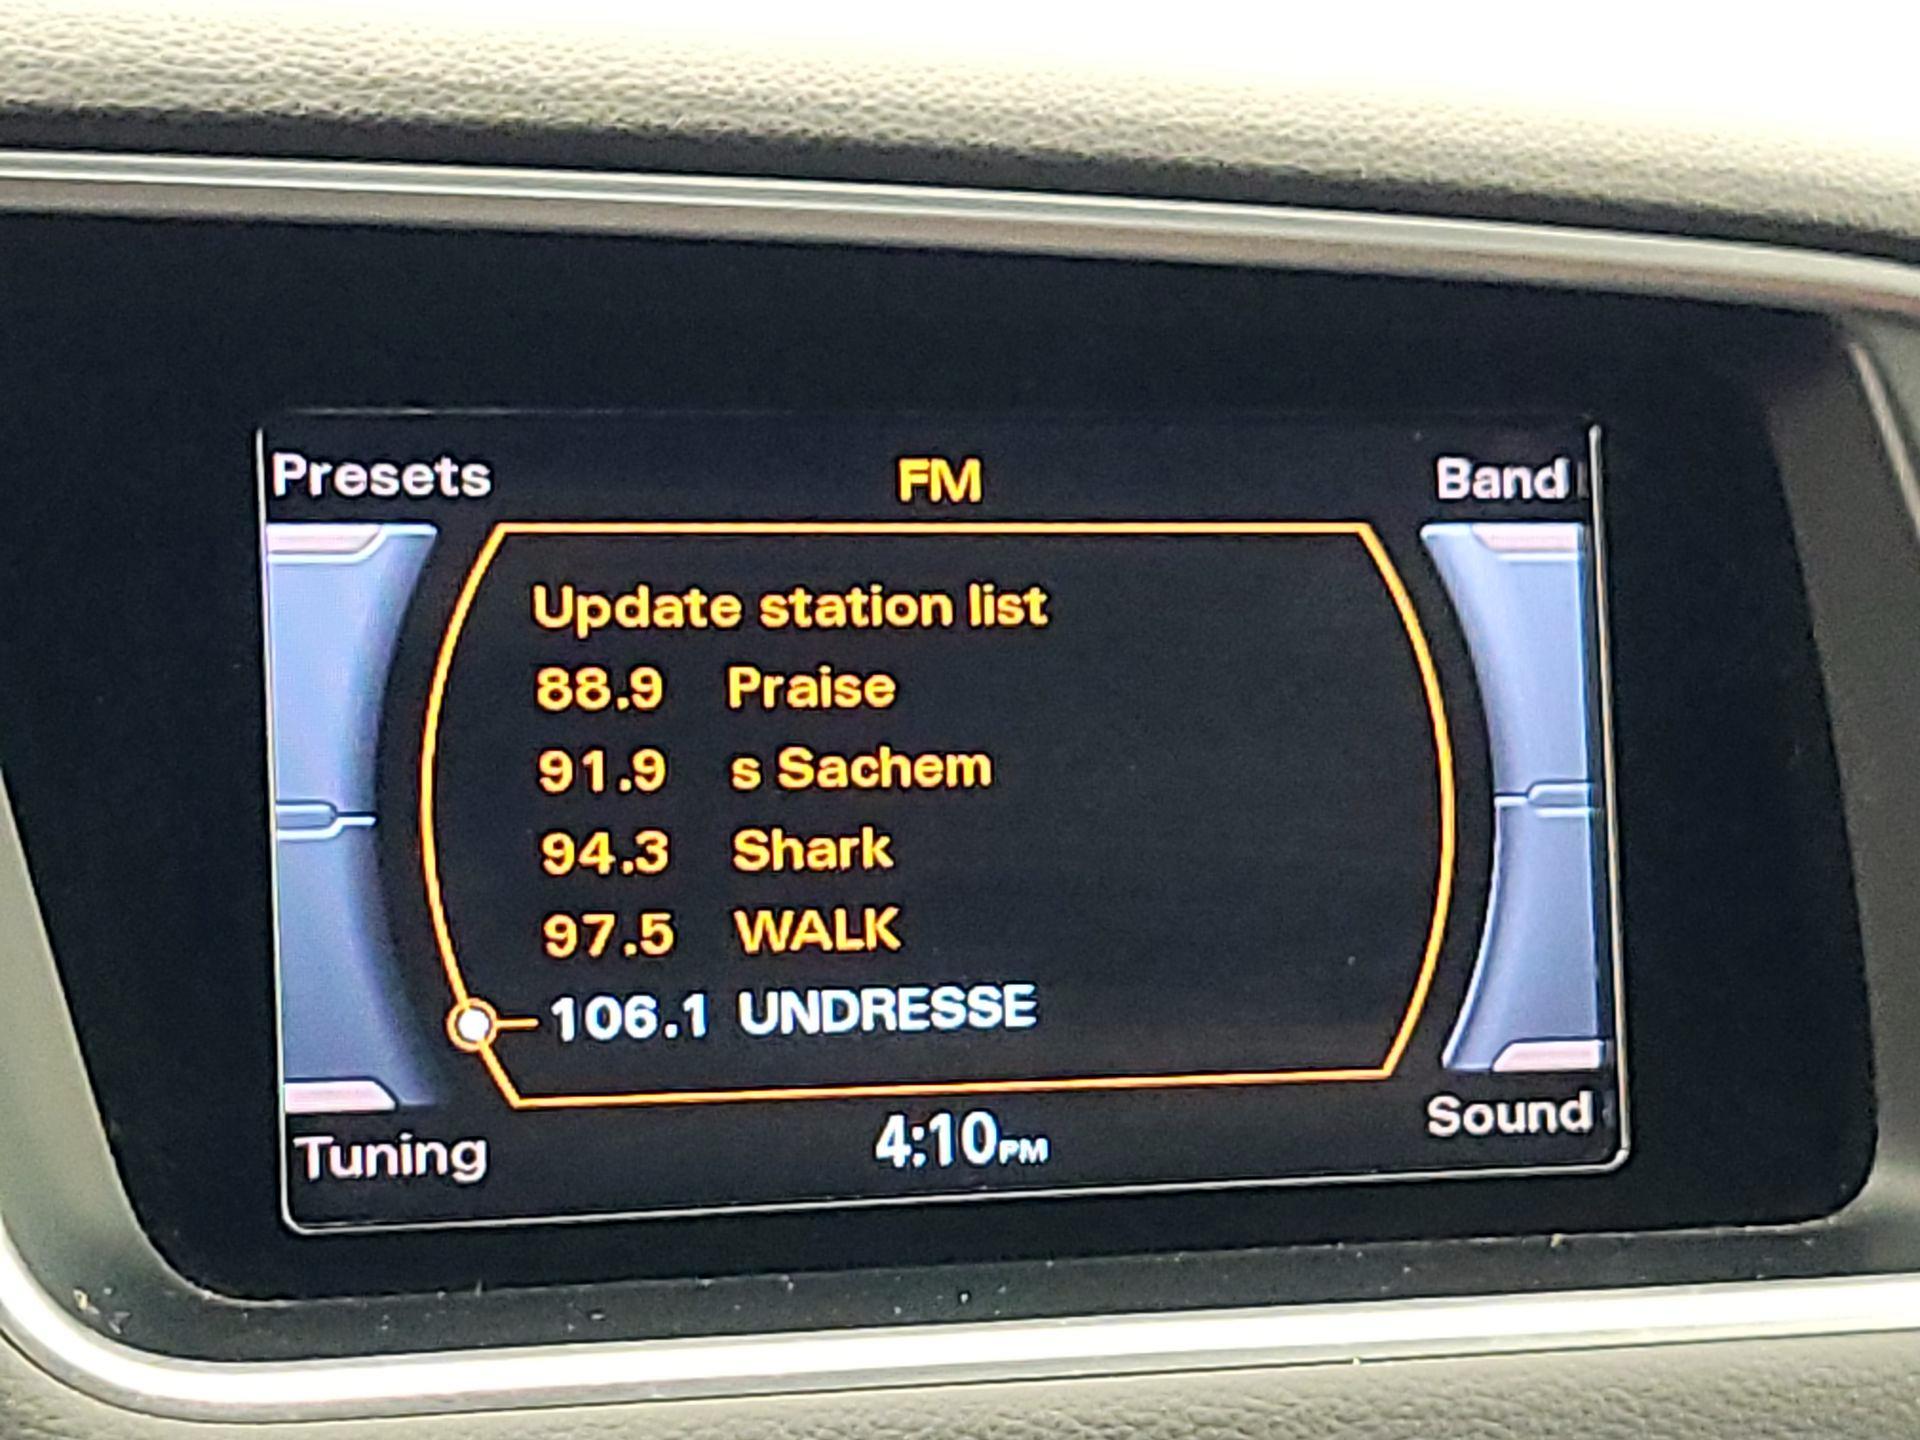 Presets FM Band
Update station list
88.9 Praise
91.9 s Sachem
94.3 Shark
97.5 WALK
106.1 UNDRESSE
Tuning 4:10PM Sound